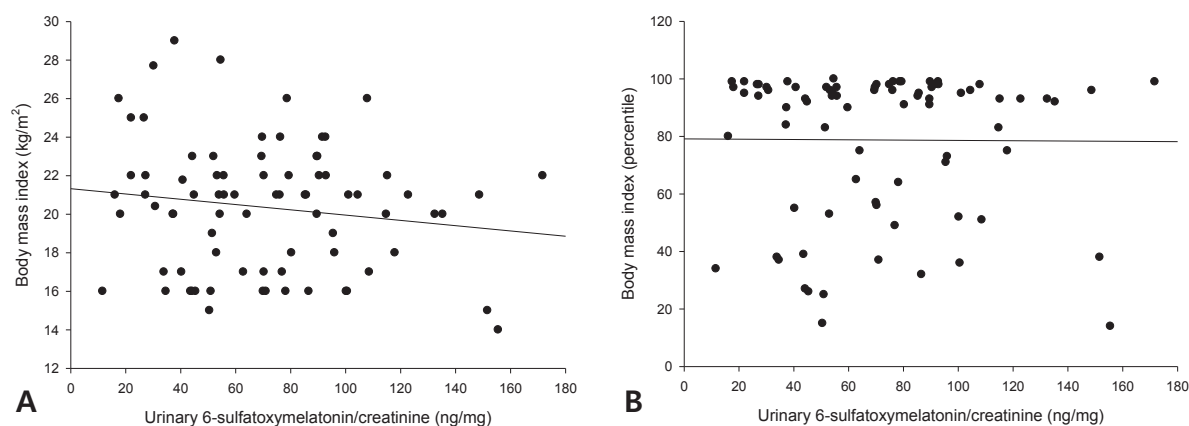 30
28
26
24
22
20
18
16
14
12
Body mass index (kg/m²)
0 20 40 60 80 100 120 140 160 180
Urinary 6-sulfatoxymelatonin/creatinine (ng/mg)
A
120
100
80
60
40
20
0
Body mass index (percentile)
0 20 40 60 80 100 120 140 160 180
Urinary 6-sulfatoxymelatonin/creatinine (ng/mg)
B